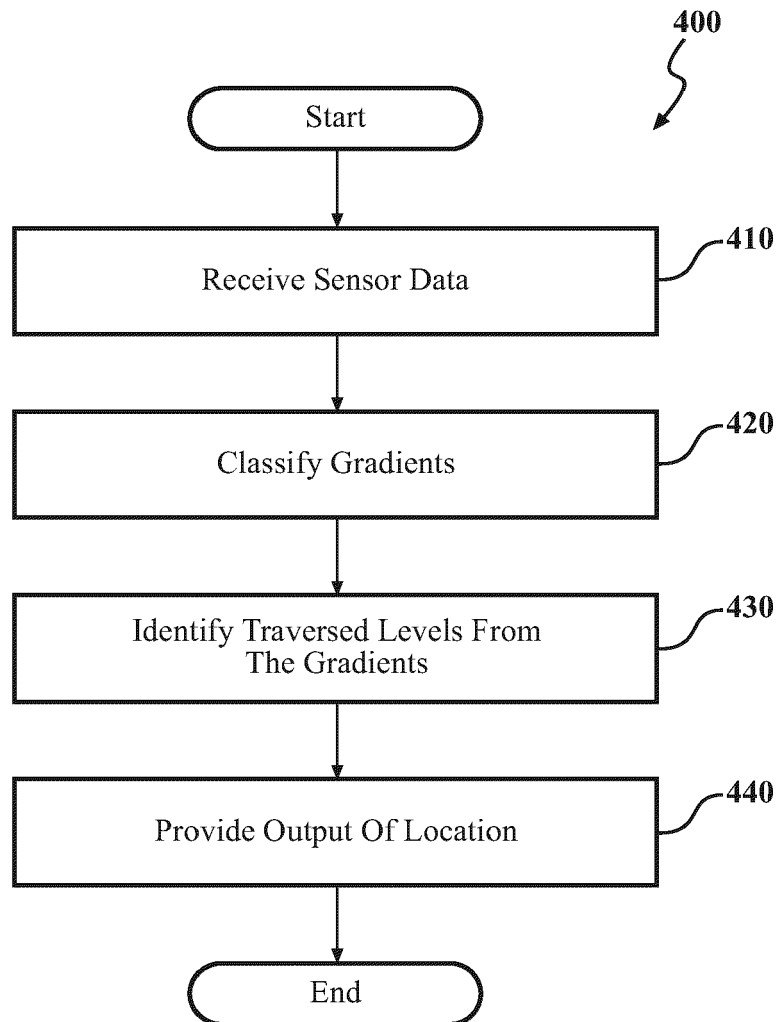 400
Start
Receive Sensor Data
410
Classify Gradients
420
Identify Traversed Levels From
The Gradients
430
Provide Output Of Location
440
End